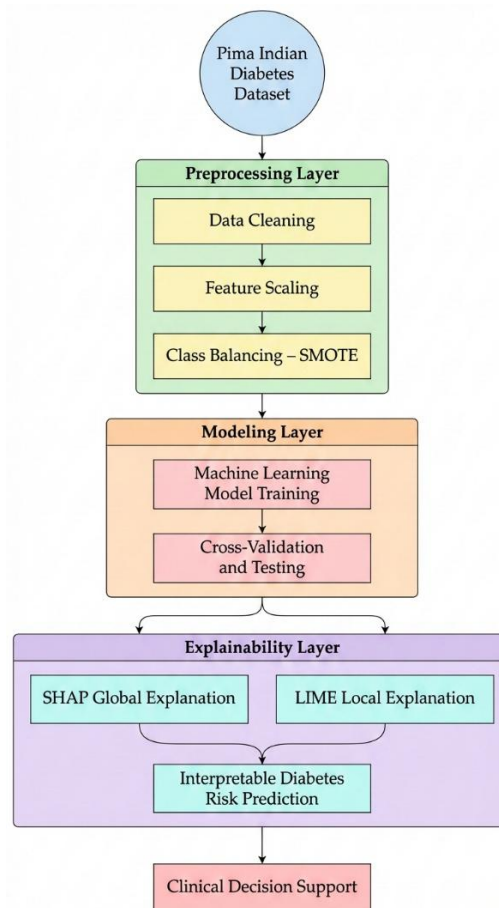 Pima Indian
Diabetes
Dataset
Preprocessing Layer
Data Cleaning
Feature Scaling
Class Balancing – SMOTE
Modeling Layer
Machine Learning
Model Training
Cross-Validation
and Testing
Explainability Layer
SHAP Global Explanation
LIME Local Explanation
Interpretable Diabetes
Risk Prediction
Clinical Decision Support